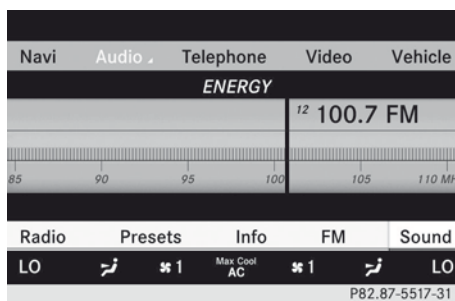 Navi Audio Telephone Video Vehicle
ENERGY
12 100.7 FM
85 90 95 100 105 110 MH
Radio Presets Info FM Sound
LO 1 Max Cool AC 1 LO
P82.87-5517-31